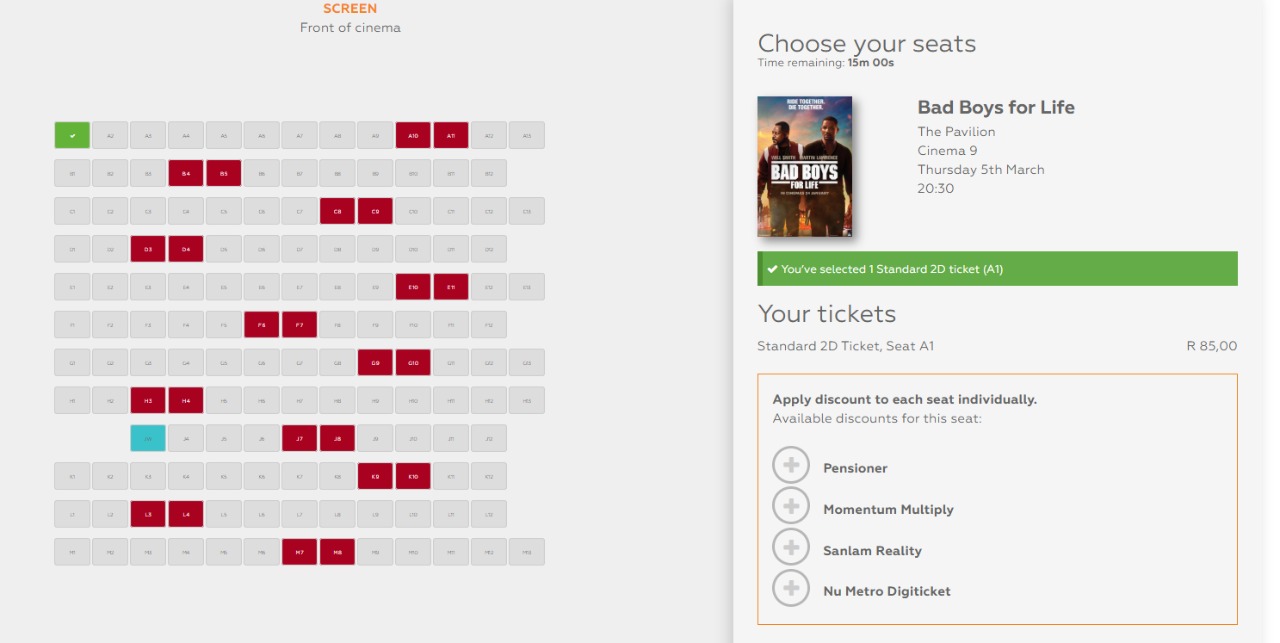 SCREEN
Front of cinema
A2 A3 A4 A5 A6 A7 A8 A9 A10 A11 A12 A13
B1 B2 B3 B4 B5 B6 B7 B8 B9 B10 B11 B12
C1 C2 C3 C4 C5 C6 C7 C8 C9 C10 C11 C12 C13
D1 D2 D3 D4 D5 D6 D7 D8 D9 D10 D11 D12
E1 E2 E3 E4 E5 E6 E7 E8 E9 E10 E11 E12 E13
F1 F2 F3 F4 F5 F6 F7 F8 F9 F10 F11 F12
G1 G2 G3 G4 G5 G6 G7 G8 G9 G10 G11 G12 G13
H1 H2 H3 H4 H5 H6 H7 H8 H9 H10 H11 H12 H13
J3 J4 J5 J6 J7 J8 J9 J10 J11 J12
K1 K2 K3 K4 K5 K6 K7 K8 K9 K10 K11 K12
L1 L2 L3 L4 L5 L6 L7 L8 L9 L10 L11 L12
M1 M2 M3 M4 M5 M6 M7 M8 M9 M10 M11 M12 M13
Choose your seats
Time remaining: 15m 00s
RIDE TOGETHER.
DIE TOGETHER.
WILL SMITH MARTIN LAWRENCE
BAD BOYS
FOR LIFE
Bad Boys for Life
The Pavilion
Cinema 9
Thursday 5th March
20:30
You've selected 1 Standard 2D ticket (A1)
Your tickets
Standard 2D Ticket, Seat A1 R 85,00
Apply discount to each seat individually.
Available discounts for this seat:
Pensioner
Momentum Multiply
Sanlam Reality
Nu Metro Digiticket